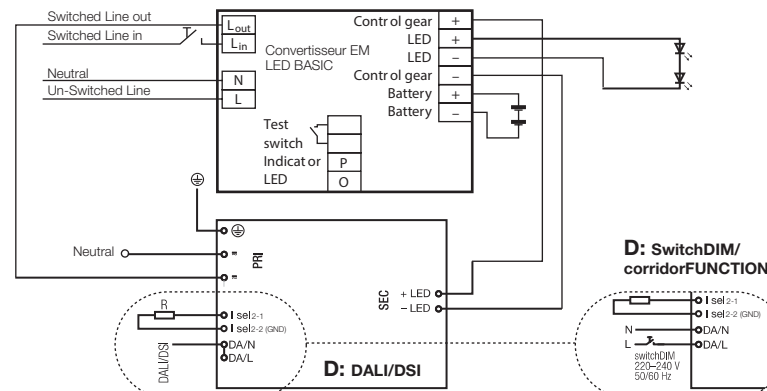 Switched Line out
Switched Line in
Neutral
Un-Switched Line
Lout
Lin
N
L
Convertisseur EM
LED BASIC
Control gear +
LED +
LED –
Control gear –
Battery +
Battery –
Test
switch
Indicator P
LED O
Neutral
PRI
SEC
+ LED
– LED
R
I sel2-1
I sel2-2 (GND)
DA/N
DA/L
DALI/DSI
D: DALI/DSI
D: SwitchDIM/
corridorFUNCTION
I sel2-1
I sel2-2 (GND)
N DA/N
L DA/L
switchDIM
220–240 V
50/60 Hz